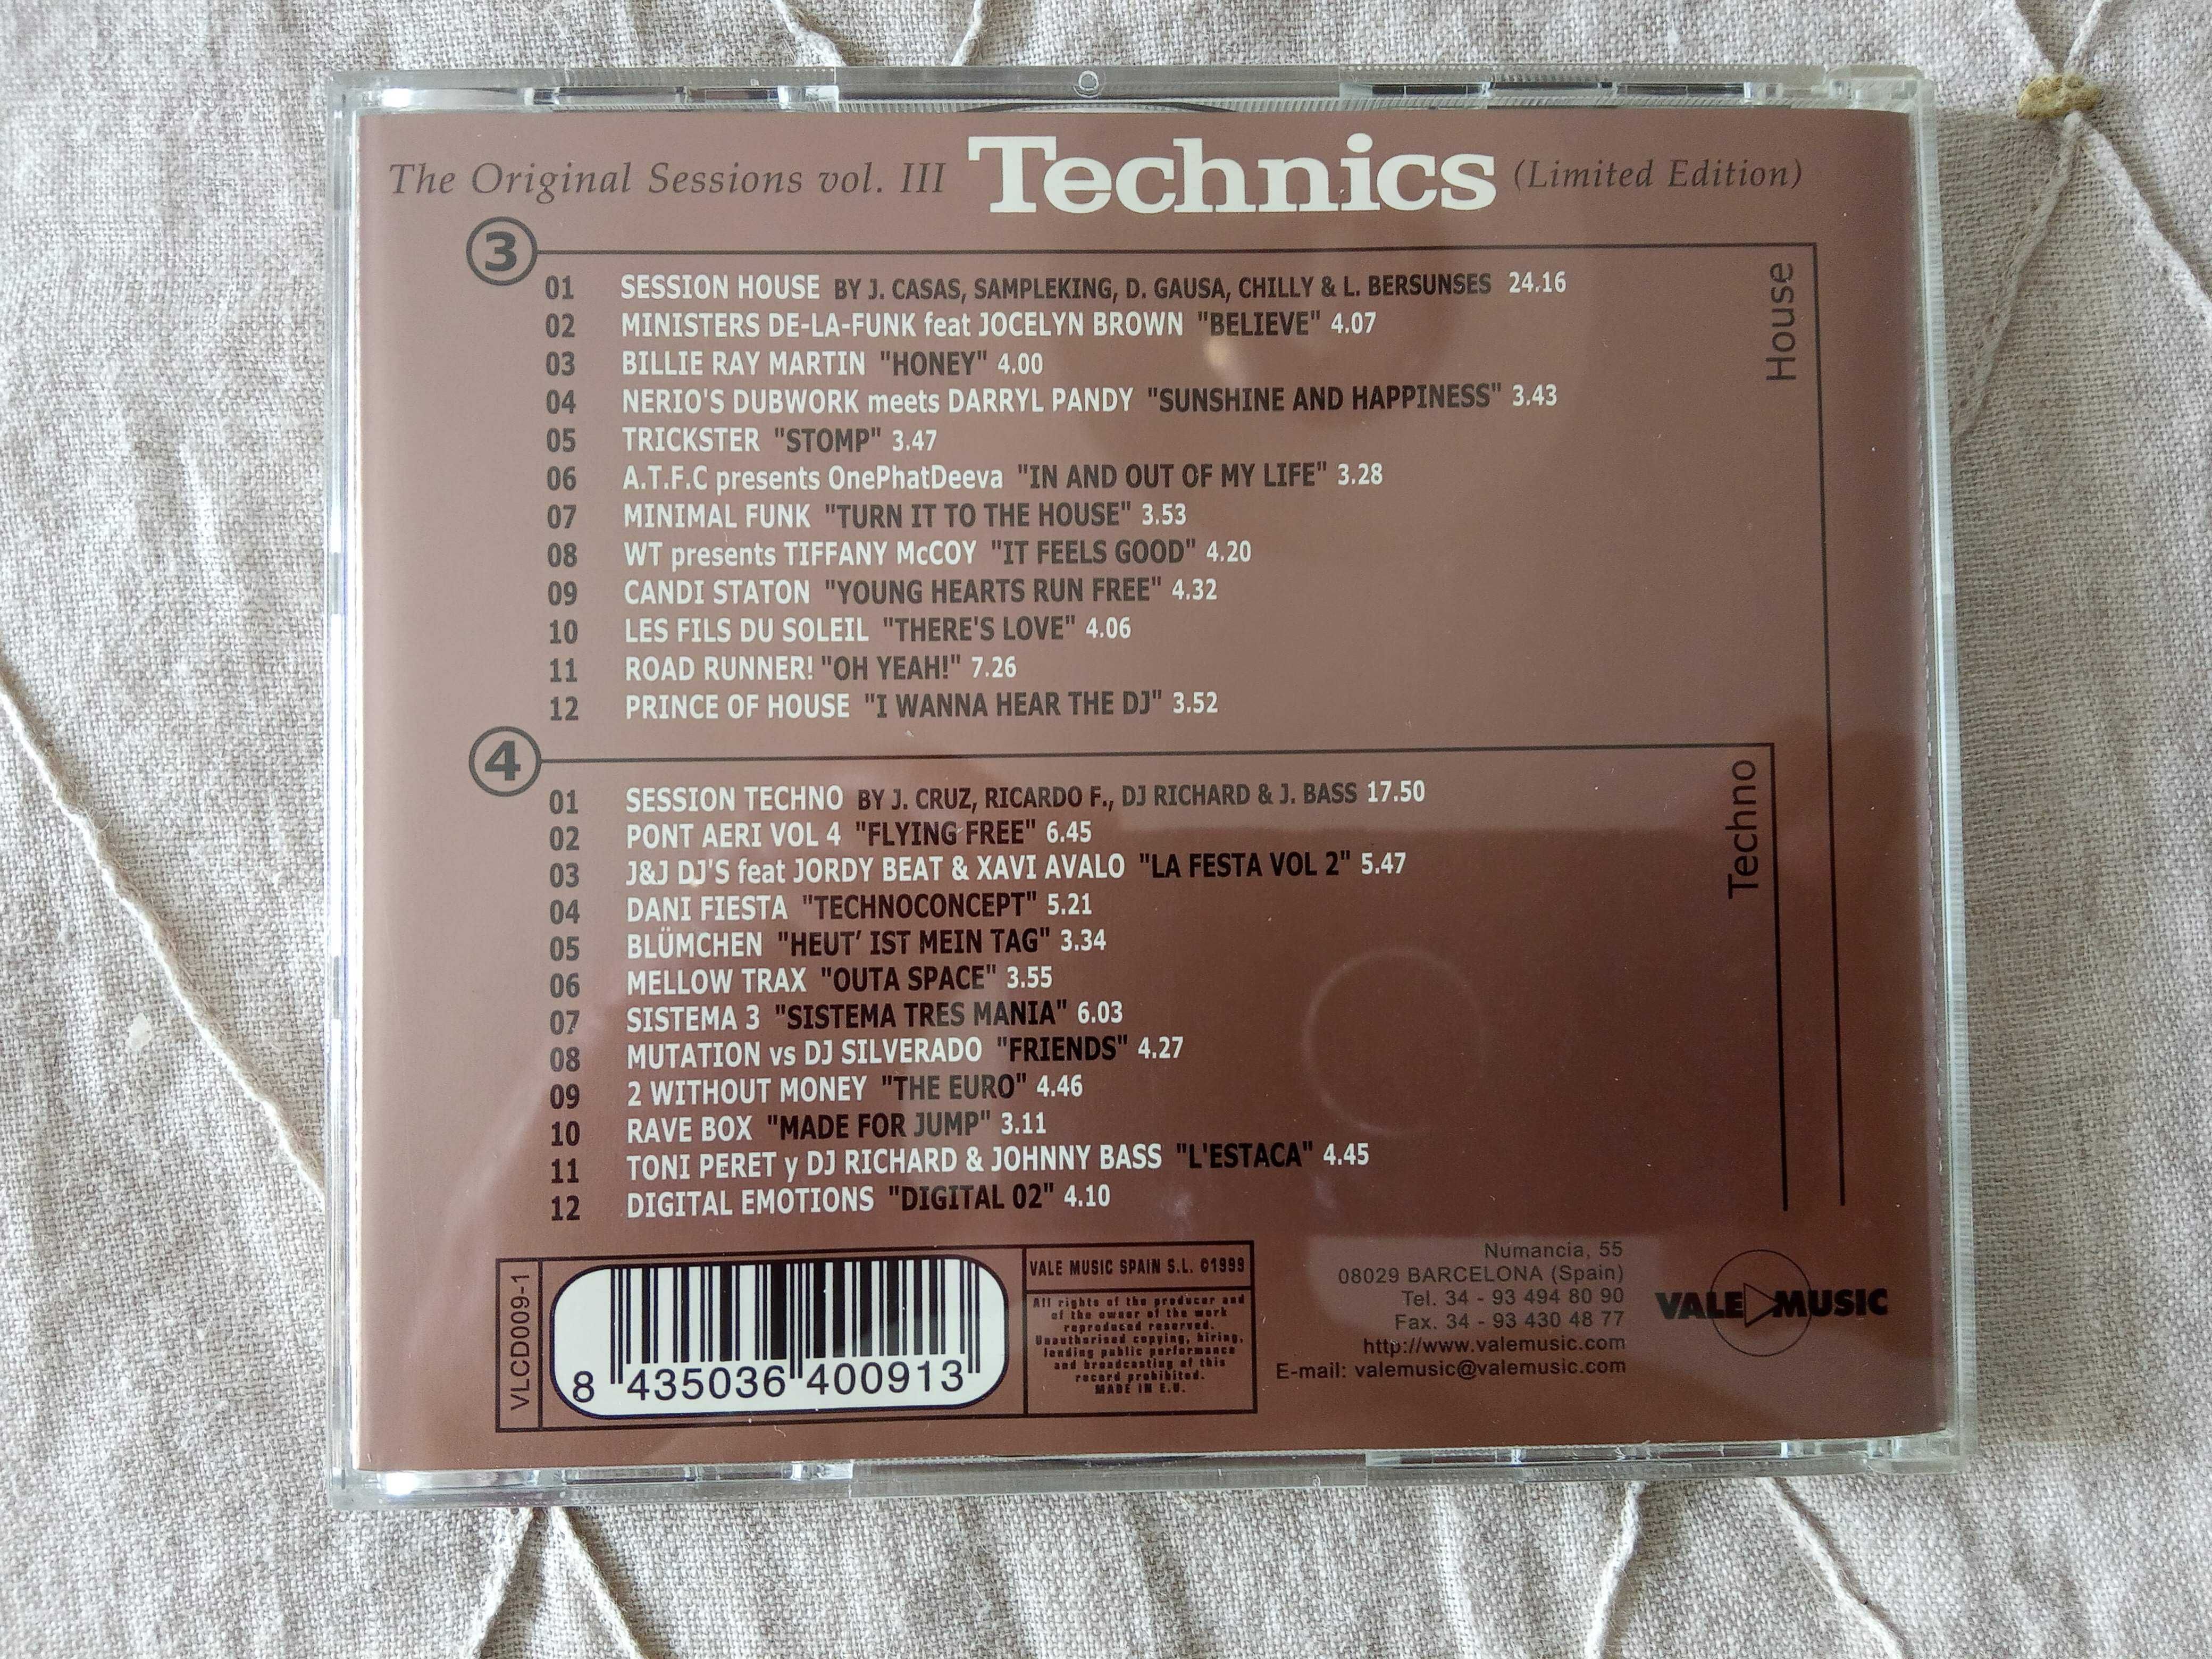 The Original Sessions vol. III Technics (Limited Edition)
3
House
01 SESSION HOUSE BY J. CASAS, SAMPLEKING, D. GAUSA, CHILLY & L. BERSUNSES 24.16
02 MINISTERS DE-LA-FUNK feat JOCELYN BROWN "BELIEVE" 4.07
03 BILLIE RAY MARTIN "HONEY" 4.00
04 NERIO'S DUBWORK meets DARRYL PANDY "SUNSHINE AND HAPPINESS" 3.43
05 TRICKSTER "STOMP" 3.47
06 A.T.F.C presents OnePhatDeeva "IN AND OUT OF MY LIFE" 3.28
07 MINIMAL FUNK "TURN IT TO THE HOUSE" 3.53
08 WT presents TIFFANY McCOY "IT FEELS GOOD" 4.20
09 CANDI STATON "YOUNG HEARTS RUN FREE" 4.32
10 LES FILS DU SOLEIL "THERE'S LOVE" 4.06
11 ROAD RUNNER! "OH YEAH!" 7.26
12 PRINCE OF HOUSE "I WANNA HEAR THE DJ" 3.52
4
Techno
01 SESSION TECHNO BY J. CRUZ, RICARDO F., DJ RICHARD & J. BASS 17.50
02 PONT AERI VOL 4 "FLYING FREE" 6.45
03 J&J DJ'S feat JORDY BEAT & XAVI AVALO "LA FESTA VOL 2" 5.47
04 DANI FIESTA "TECHNOCONCEPT" 5.21
05 BLÜMCHEN "HEUT' IST MEIN TAG" 3.34
06 MELLOW TRAX "OUTA SPACE" 3.55
07 SISTEMA 3 "SISTEMA TRES MANIA" 6.03
08 MUTATION vs DJ SILVERADO "FRIENDS" 4.27
09 2 WITHOUT MONEY "THE EURO" 4.46
10 RAVE BOX "MADE FOR JUMP" 3.11
11 TONI PERET y DJ RICHARD & JOHNNY BASS "L'ESTACA" 4.45
12 DIGITAL EMOTIONS "DIGITAL 02" 4.10
VLCD009-1
8 435036 400913
VALE MUSIC SPAIN S.L. ©1999
All rights of the producer and
of the owner of the work
reproduced reserved.
Unauthorised copying, hiring,
lending public performance
and broadcasting of this
record prohibited.
MADE IN E.U.
Numancia, 55
08029 BARCELONA (Spain)
Tel. 34 - 93 494 80 90
Fax. 34 - 93 430 48 77
http://www.valemusic.com
E-mail: valemusic@valemusic.com
VALE MUSIC